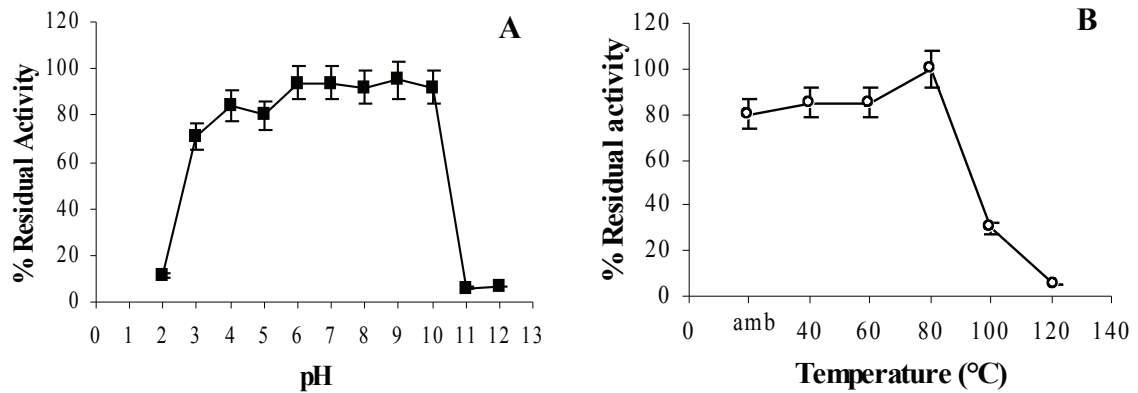 A
% Residual Activity
120
100
80
60
40
20
0
0 1 2 3 4 5 6 7 8 9 10 11 12 13
pH
B
% Residual activity
120
100
80
60
40
20
0
0 amb 40 60 80 100 120 140
Temperature (°C)